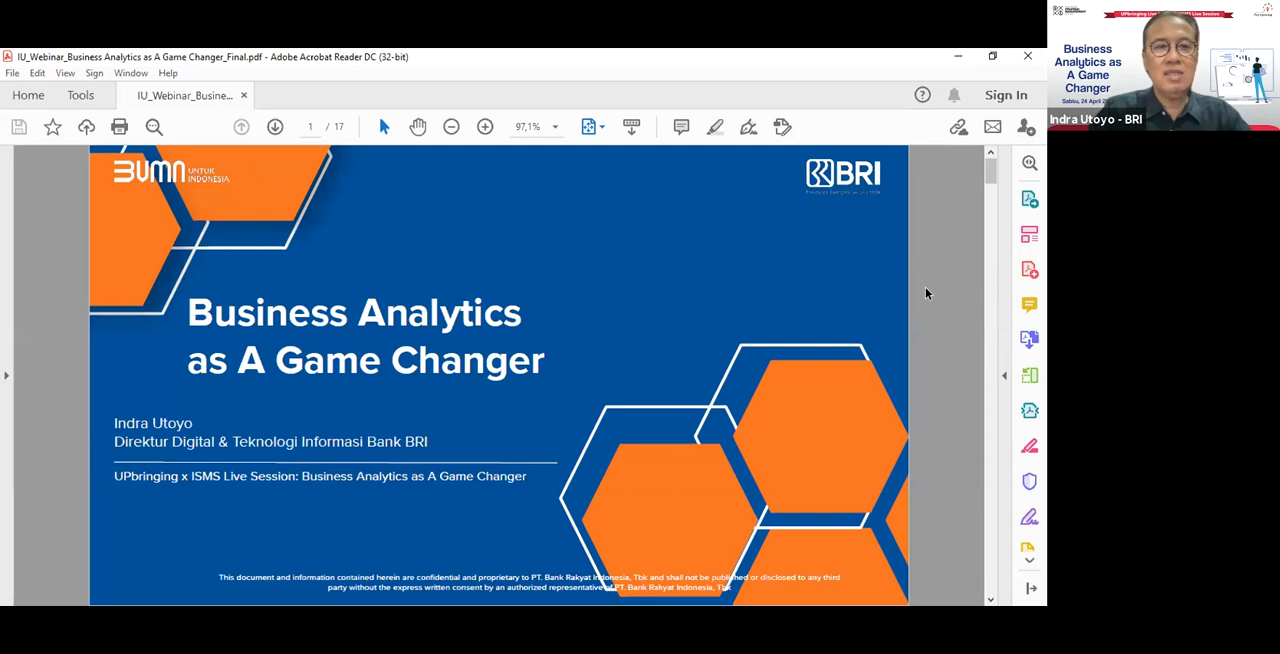 IU_Webinar_Business Analytics as A Game Changer_Final.pdf - Adobe Acrobat Reader DC (32-bit)
File Edit View Sign Window Help
Home Tools IU_Webinar_Busine... × Sign In
1 / 17 97,1%
BUMN UNTUK
INDONESIA
BRI
Business Analytics
as A Game Changer
Indra Utoyo
Direktur Digital & Teknologi Informasi Bank BRI
UPbringing x ISMS Live Session: Business Analytics as A Game Changer
This document and information contained herein are confidential and proprietary to PT. Bank Rakyat Indonesia, Tbk and shall not be published or disclosed to any third
party without the express written consent by an authorized representative of PT. Bank Rakyat Indonesia, Tbk
Business
Analytics as
A Game
Changer
Sabtu, 24 April
Indra Utoyo - BRI